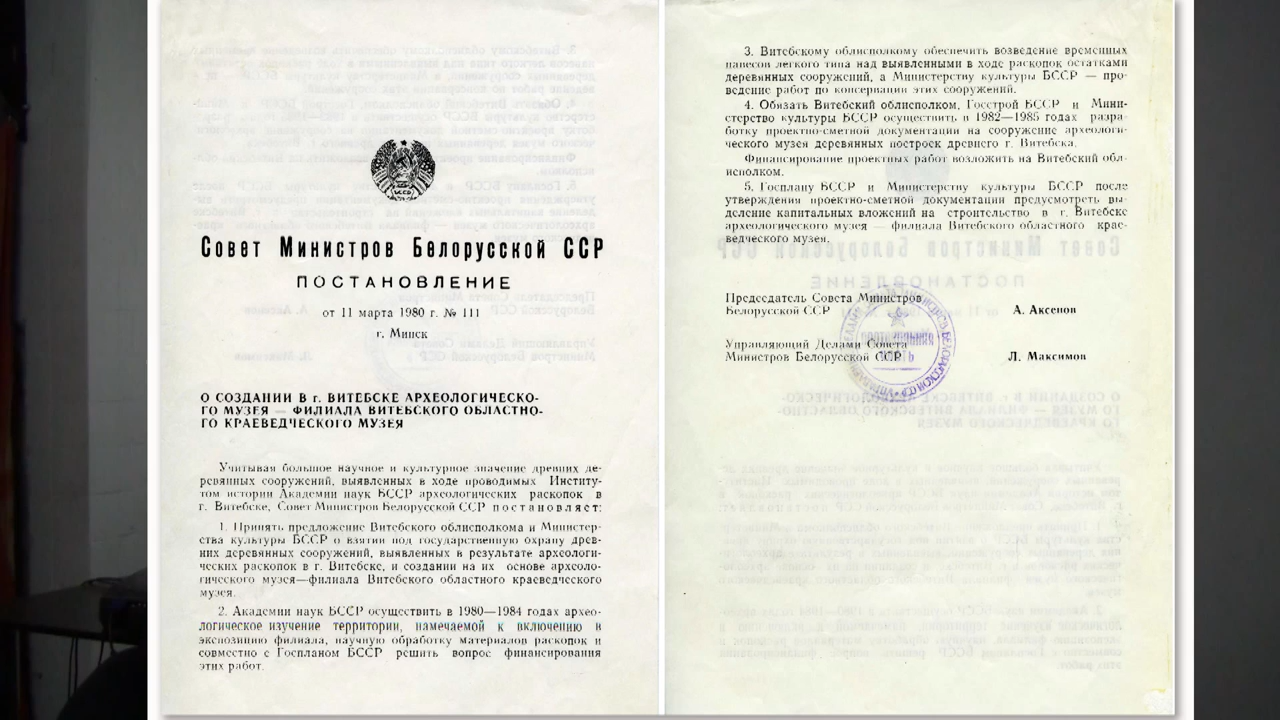 Совет Министров Белорусской ССР
ПОСТАНОВЛЕНИЕ
от 11 марта 1980 г. № 111
г. Минск
О СОЗДАНИИ В г. ВИТЕБСКЕ АРХЕОЛОГИЧЕСКО-
ГО МУЗЕЯ — ФИЛИАЛА ВИТЕБСКОГО ОБЛАСТНО-
ГО КРАЕВЕДЧЕСКОГО МУЗЕЯ
Учитывая большое научное и культурное значение древних де-
ревянных сооружений, выявленных в ходе проводимых Институ-
том истории Академии наук БССР археологических раскопок в
г. Витебске, Совет Министров Белорусской ССР постановляет:
1. Принять предложение Витебского облисполкома и Министер-
ства культуры БССР о взятии под государственную охрану древ-
них деревянных сооружений, выявленных в результате археологи-
ческих раскопок в г. Витебске, и создании на их основе археоло-
гического музея—филиала Витебского областного краеведческого
музея.
2. Академии наук БССР осуществить в 1980—1984 годах архео-
логическое изучение территории, намечаемой к включению в
экспозицию филиала, научную обработку материалов раскопок и
совместно с Госпланом БССР решить вопрос финансирования
этих работ.
3. Витебскому облисполкому обеспечить возведение временных
навесов легкого типа над выявленными в ходе раскопок остатками
деревянных сооружений, а Министерству культуры БССР — про-
ведение работ по консервации этих сооружений.
4. Обязать Витебский облисполком, Госстрой БССР и Мини-
стерство культуры БССР осуществить в 1982—1985 годах разра-
ботку проектно-сметной документации на сооружение археологи-
ческого музея деревянных построек древнего г. Витебска.
Финансирование проектных работ возложить на Витебский обл-
исполком.
5. Госплану БССР и Министерству культуры БССР после
утверждения проектно-сметной документации предусмотреть вы-
деление капитальных вложений на строительство в г. Витебске
археологического музея — филиала Витебского областного крае-
ведческого музея.
Председатель Совета Министров
Белорусской ССР А. Аксенов
Управляющий Делами Совета
Министров Белорусской ССР Л. Максимов